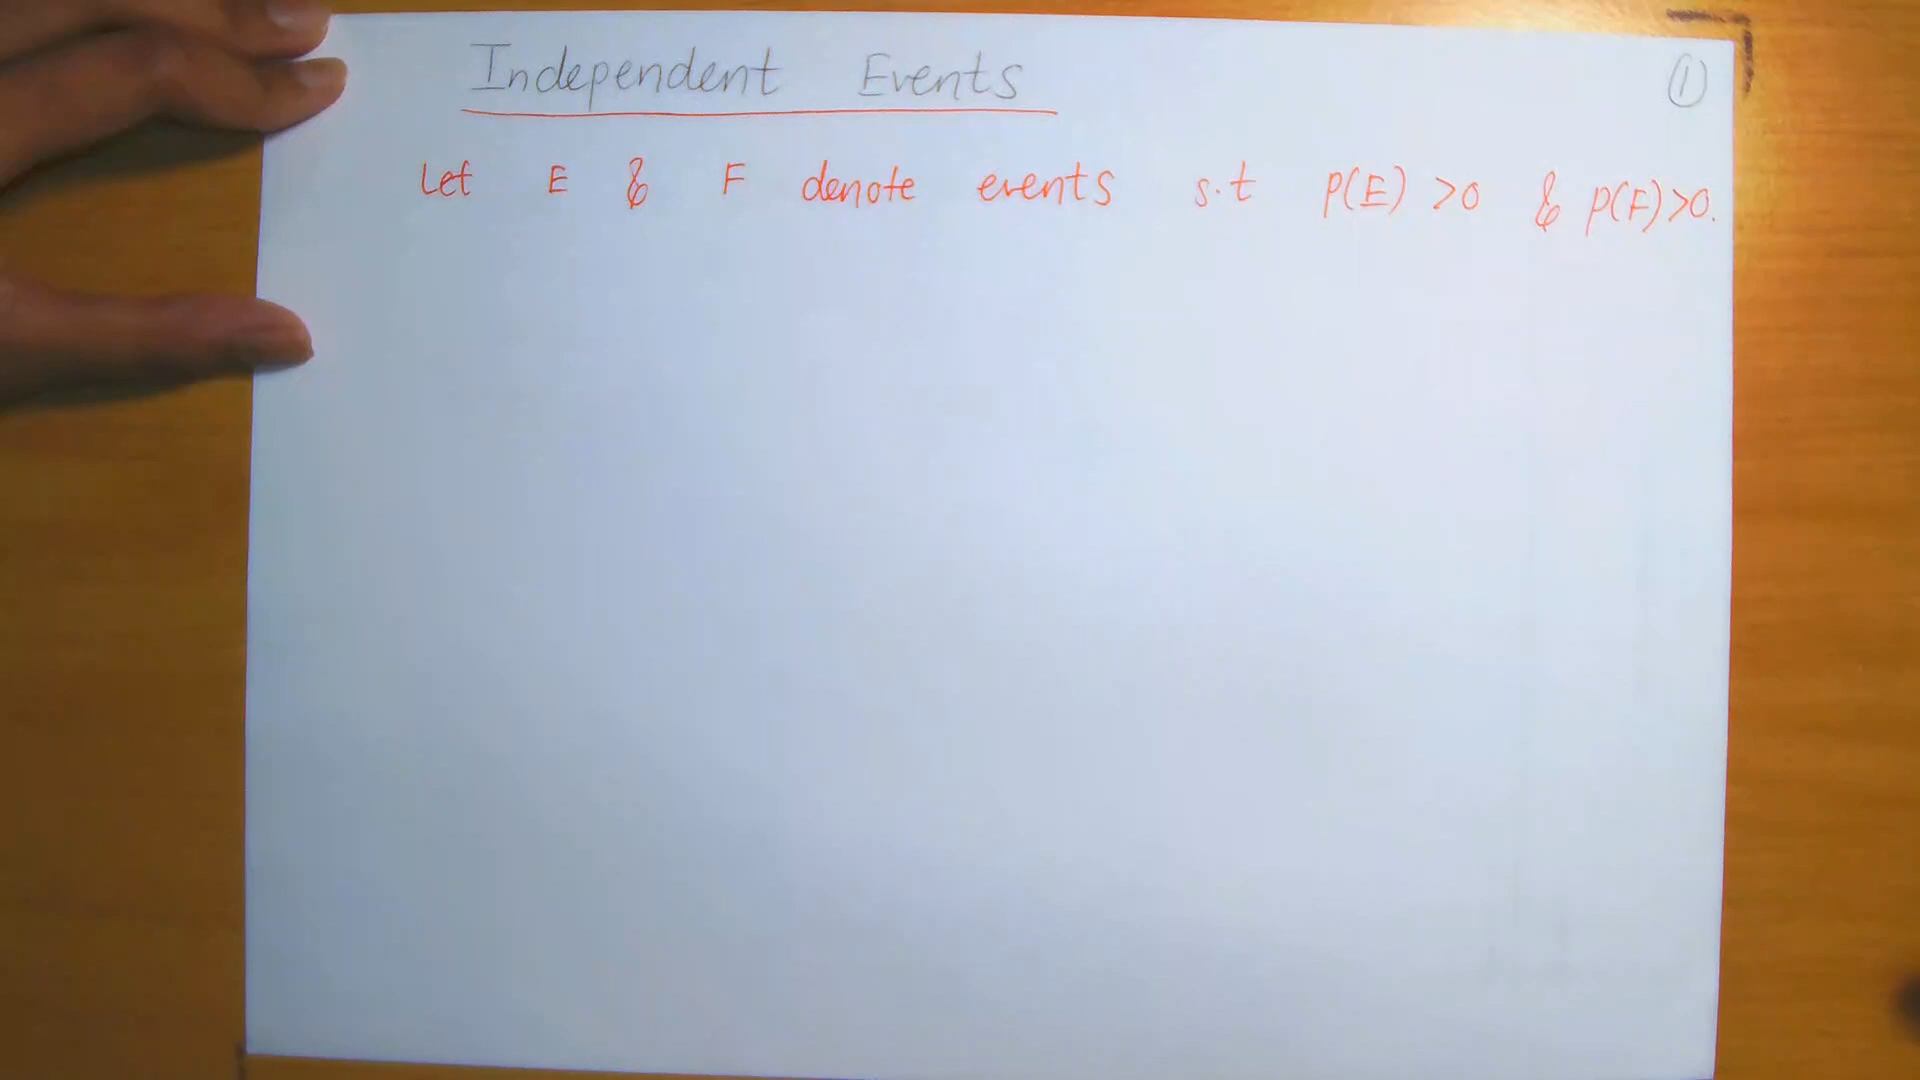 Independent Events
①
Let E & F denote events s.t P(E) >0 & P(F)>0.